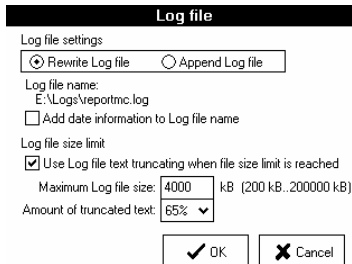 Log file
Log file settings
Rewrite Log file Append Log file
Log file name:
E:\Logs\reportmc.log
Add date information to Log file name
Log file size limit
Use Log file text truncating when file size limit is reached
Maximum Log file size: 4000 kB (200 kB..200000 kB)
Amount of truncated text: 65%
OK Cancel